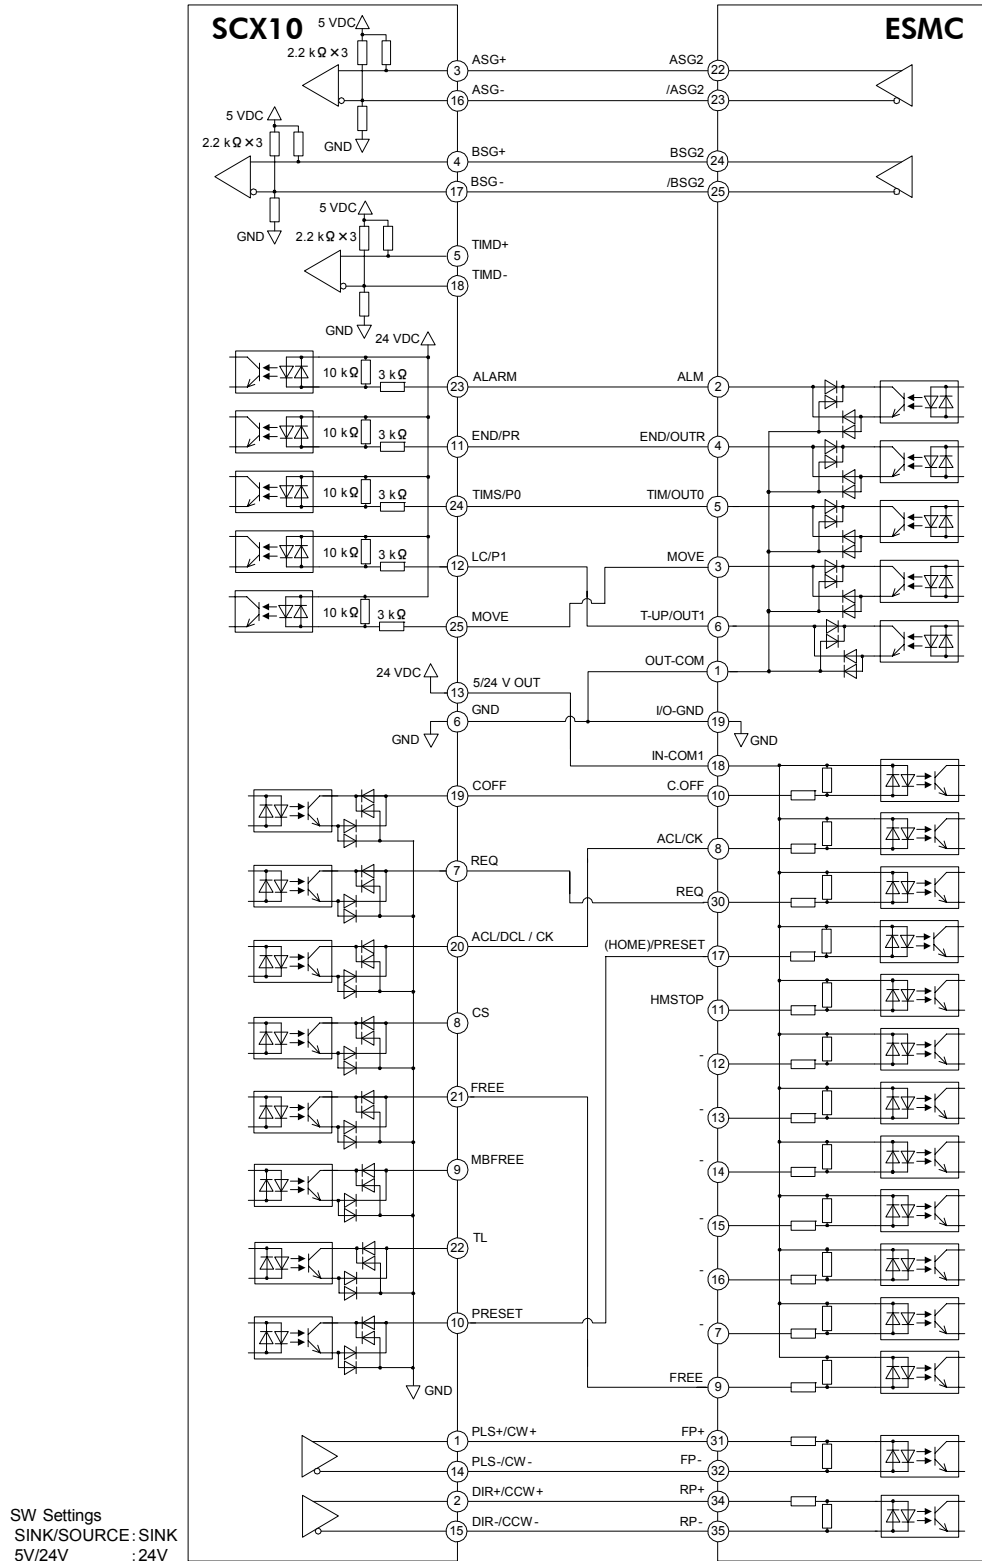 SCX10
ESMC
5 VDC
2.2 kΩ×3
3 ASG+ ASG2 22
16 ASG- /ASG2 23
GND
5 VDC
2.2 kΩ×3
4 BSG+ BSG2 24
17 BSG- /BSG2 25
GND
5 VDC
2.2 kΩ×3
5 TIMD+
18 TIMD-
GND
24 VDC
10 kΩ 3 kΩ 23 ALARM ALM 2
10 kΩ 3 kΩ 11 END/PR END/OUTR 4
10 kΩ 3 kΩ 24 TIMS/P0 TIM/OUT0 5
10 kΩ 3 kΩ 12 LC/P1 MOVE 3
10 kΩ 3 kΩ 25 MOVE T-UP/OUT1 6
OUT-COM 1
24 VDC 13 5/24 V OUT
GND 6 GND I/O-GND 19 GND
IN-COM1 18
19 COFF C.OFF 10
ACL/CK 8
7 REQ REQ 30
20 ACL/DCL / CK (HOME)/PRESET 17
HMSTOP 11
8 CS
- 12
21 FREE
- 13
9 MBFREE
- 14
- 15
22 TL
- 16
10 PRESET
- 7
GND
FREE 9
1 PLS+/CW+ FP+ 31
14 PLS-/CW- FP- 32
2 DIR+/CCW+ RP+ 34
15 DIR-/CCW- RP- 35
SW Settings
SINK/SOURCE:SINK
5V/24V :24V